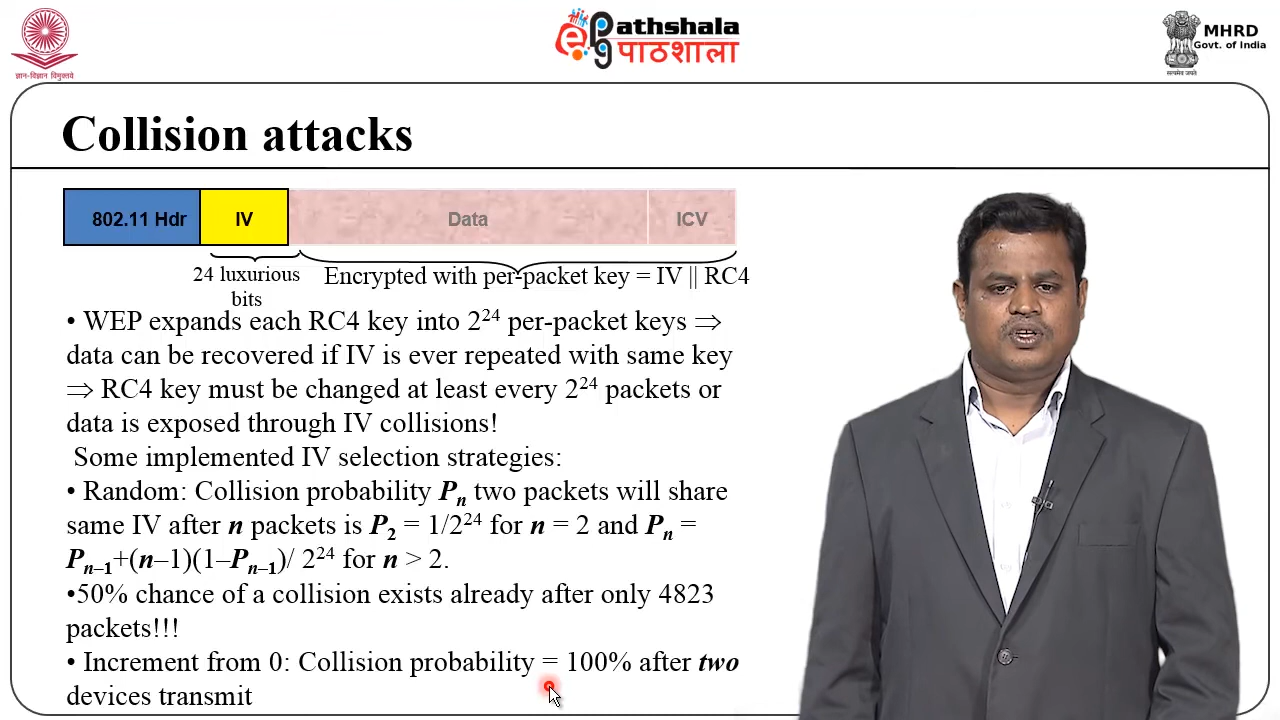 ज्ञान-विज्ञान विमुक्तये
ePg Pathshala
पाठशाला
MHRD
Govt. of India
सत्यमेव जयते
Collision attacks
802.11 Hdr IV Data ICV
24 luxurious bits
Encrypted with per-packet key = IV || RC4
• WEP expands each RC4 key into 2²⁴ per-packet keys ⇒
data can be recovered if IV is ever repeated with same key
⇒ RC4 key must be changed at least every 2²⁴ packets or
data is exposed through IV collisions!
Some implemented IV selection strategies:
• Random: Collision probability Pₙ two packets will share
same IV after n packets is P₂ = 1/2²⁴ for n = 2 and Pₙ =
Pₙ₋₁+(n–1)(1–Pₙ₋₁)/ 2²⁴ for n > 2.
•50% chance of a collision exists already after only 4823
packets!!!
• Increment from 0: Collision probability = 100% after two
devices transmit